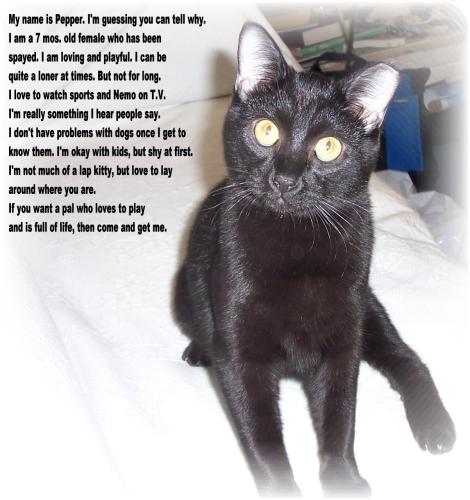 My name is Pepper. I'm guessing you can tell why.
I am a 7 mos. old female who has been
spayed. I am loving and playful. I can be
quite a loner at times. But not for long.
I love to watch sports and Nemo on T.V.
I'm really something I hear people say.
I don't have problems with dogs once I get to
know them. I'm okay with kids, but shy at first.
I'm not much of a lap kitty, but love to lay
around where you are.
If you want a pal who loves to play
and is full of life, then come and get me.